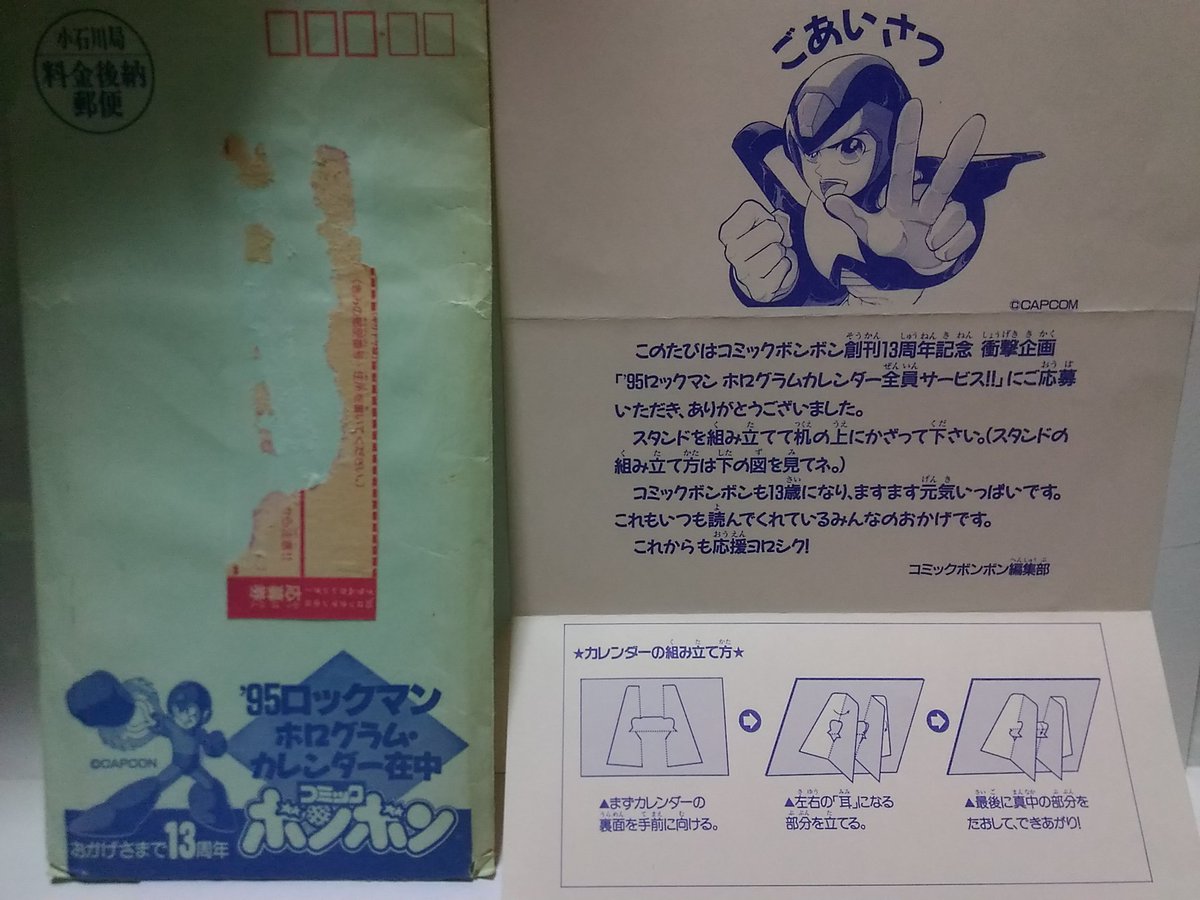 小石川局
料金後納
郵便
応募券
'95ロックマン
ホログラム・
カレンダー在中
©CAPCON
コミック
ボンボン
おかげさまで13周年
ごあいさつ
©CAPCOM
このたびはコミックボンボン創刊13周年記念 衝撃企画
「'95ロックマン ホログラムカレンダー全員サービス!!」にご応募
いただき、ありがとうございました。
スタンドを組み立てて机の上にかざって下さい。(スタンドの
組み立て方は下の図を見てネ。)
コミックボンボンも13歳になり、ますます元気いっぱいです。
これもいつも読んでくれているみんなのおかげです。
これからも応援ヨロシク!
コミックボンボン編集部
★カレンダーの組み立て方★
▲まずカレンダーの
裏面を手前に向ける。
▲左右の「耳」になる
部分を立てる。
▲最後に真中の部分を
たおして、できあがり!